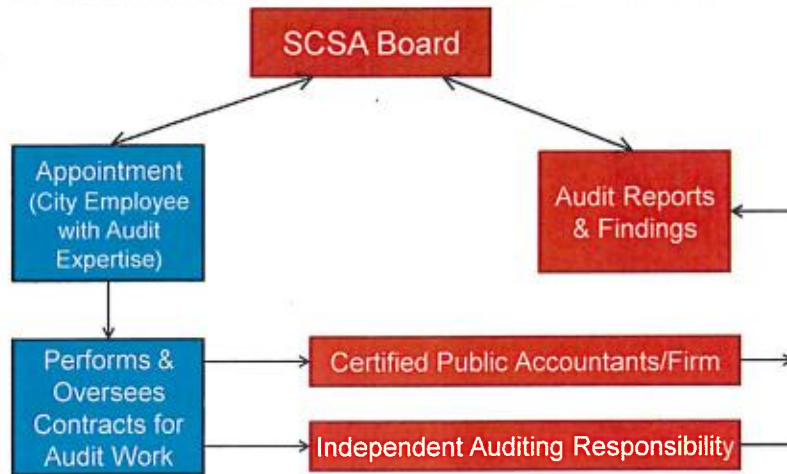 SCSA Board
Appointment
(City Employee
with Audit
Expertise)
Audit Reports
& Findings
Performs &
Oversees
Contracts for
Audit Work
Certified Public Accountants/Firm
Independent Auditing Responsibility